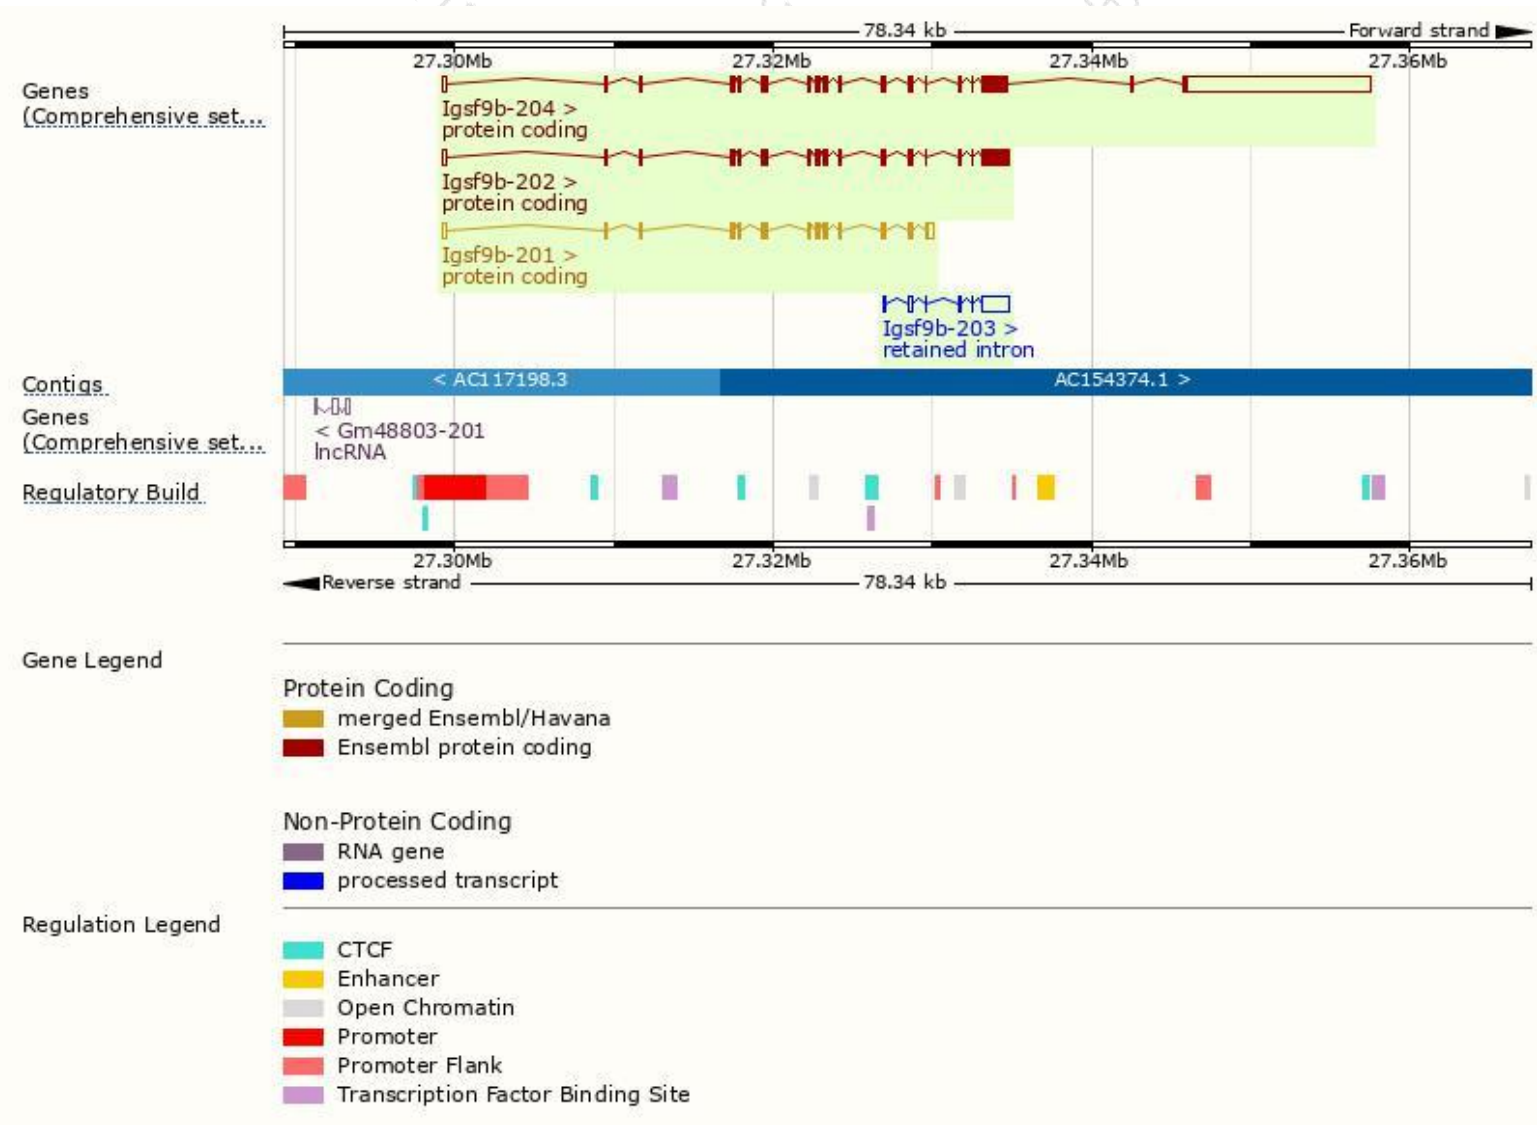 78.34 kb
Forward strand
27.30Mb 27.32Mb 27.34Mb 27.36Mb
Genes
(Comprehensive set...
Igsf9b-204 >
protein coding
Igsf9b-202 >
protein coding
Igsf9b-201 >
protein coding
Igsf9b-203 >
retained intron
Contigs
< AC117198.3
AC154374.1 >
Genes
(Comprehensive set...
< Gm48803-201
lncRNA
Regulatory Build
27.30Mb 27.32Mb 27.34Mb 27.36Mb
Reverse strand
78.34 kb
Gene Legend
Protein Coding
merged Ensembl/Havana
Ensembl protein coding
Non-Protein Coding
RNA gene
processed transcript
Regulation Legend
CTCF
Enhancer
Open Chromatin
Promoter
Promoter Flank
Transcription Factor Binding Site